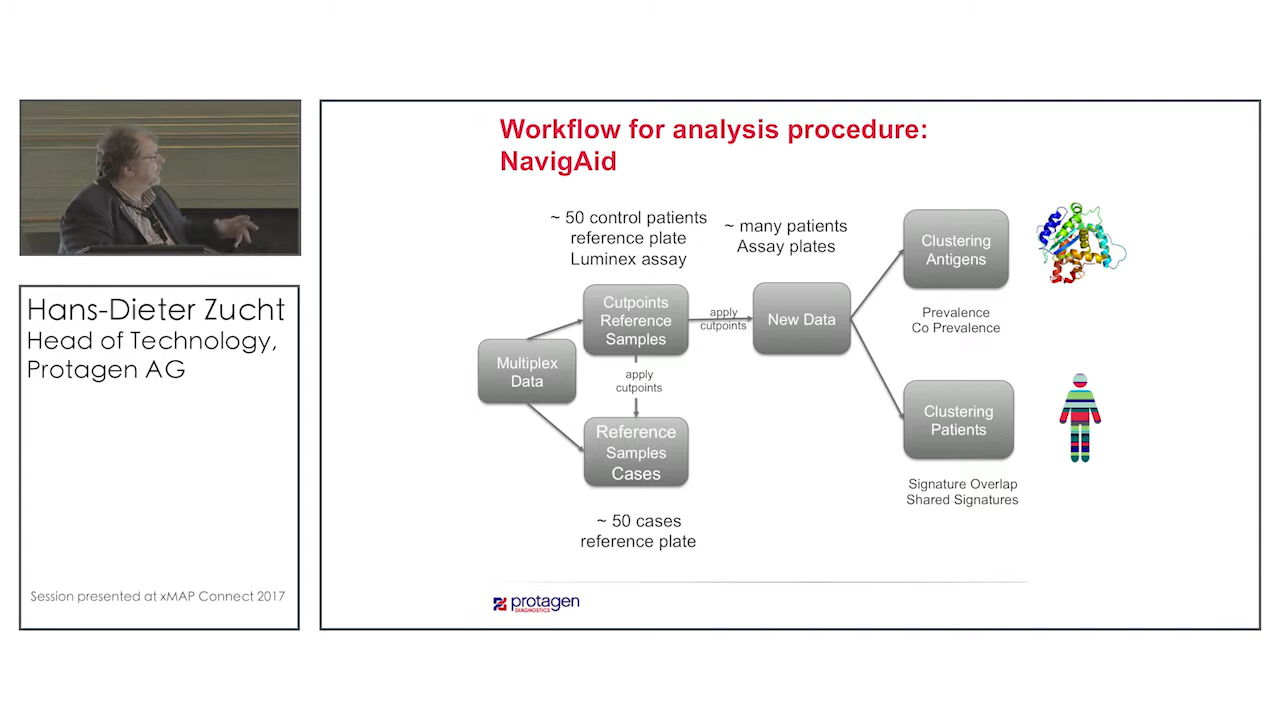 Hans-Dieter Zucht
Head of Technology,
Protagen AG
Session presented at xMAP Connect 2017
Workflow for analysis procedure:
NavigAid
~ 50 control patients
reference plate
Luminex assay
~ many patients
Assay plates
Multiplex
Data
Cutpoints
Reference
Samples
apply
cutpoints
New Data
apply
cutpoints
Reference
Samples
Cases
~ 50 cases
reference plate
Clustering
Antigens
Prevalence
Co Prevalence
Clustering
Patients
Signature Overlap
Shared Signatures
protagen
DIAGNOSTICS